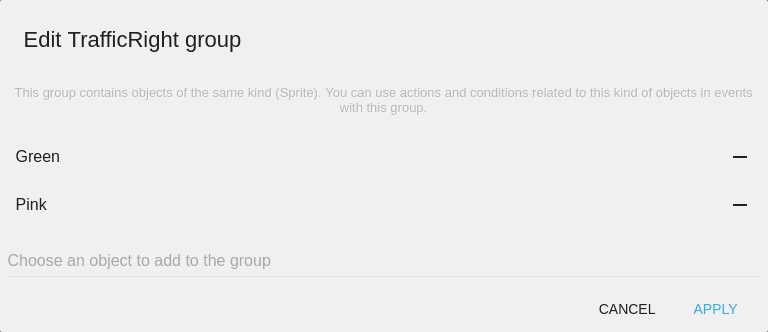 Edit TrafficRight group
This group contains objects of the same kind (Sprite). You can use actions and conditions related to this kind of objects in events
with this group.
Green
Pink
Choose an object to add to the group
CANCEL APPLY